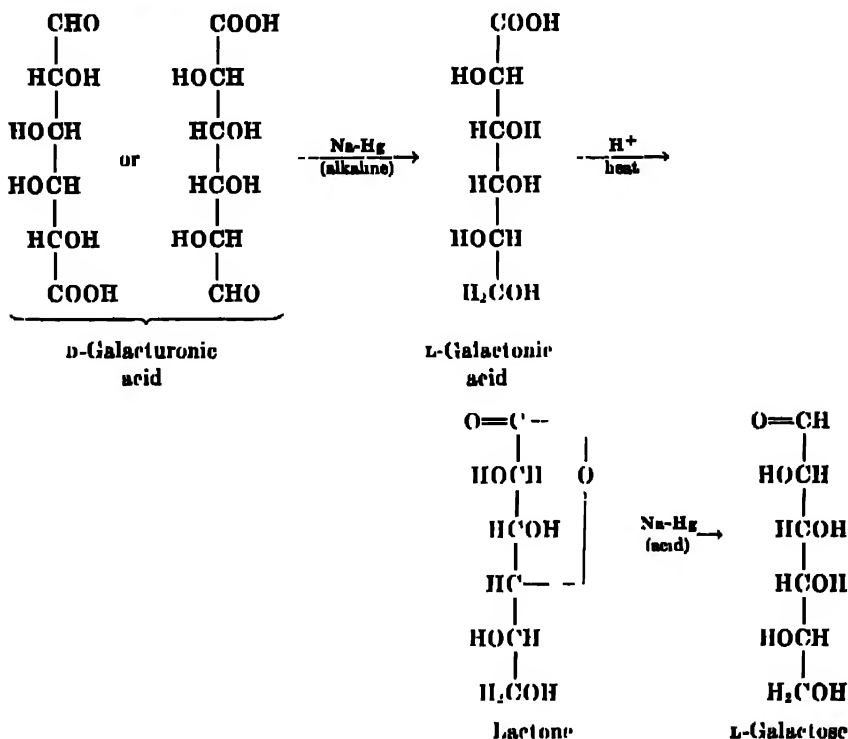 CHO COOH COOH
HCOH HOCH HOCH
HOCH HCOH HCOH
or Na-Hg (alkaline) H+ heat
HOCH HCOH HCOH
HCOH HOCH HOCH
COOH CHO H₂COH
D-Galacturonic acid L-Galactonic acid
O=C O=CH
HOCH O HOCH
HCOH Na-Hg (acid) HCOH
HC HCOH
HOCH HOCH
H₂COH H₂COH
Lactone L-Galactose